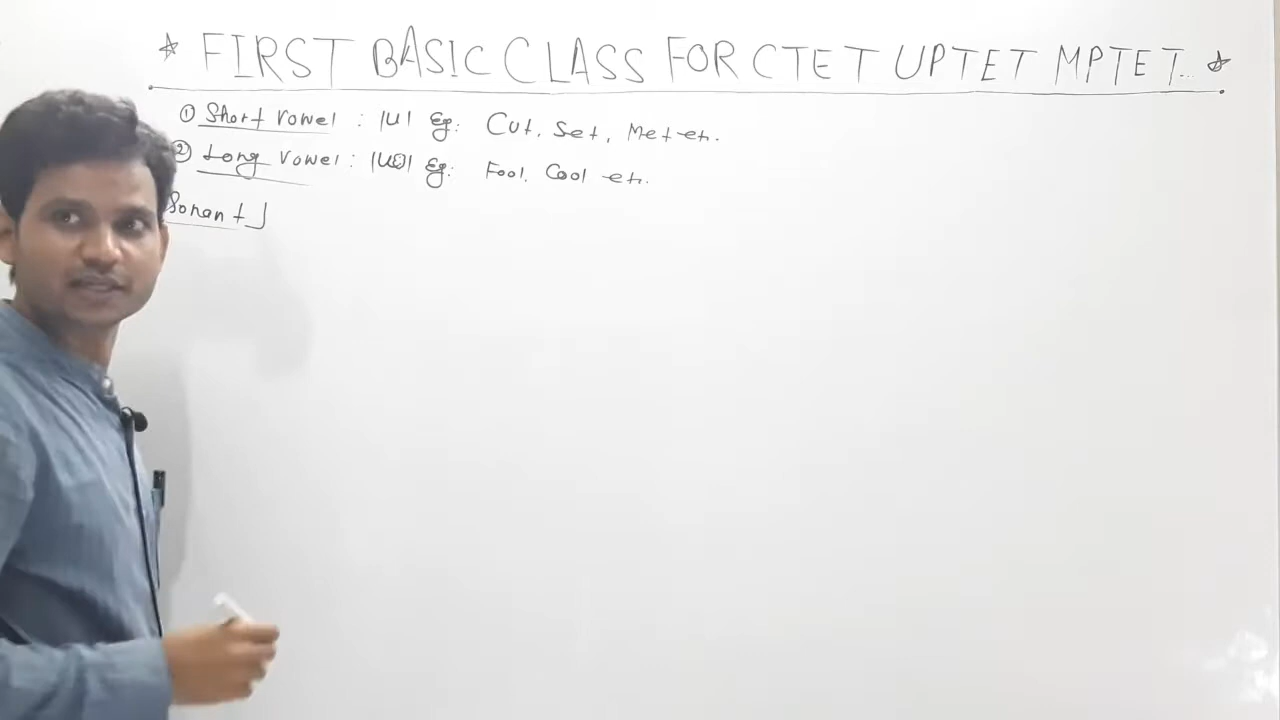 ☆ FIRST BASIC CLASS FOR CTET UPTET MPTET... ☆
① Short vowel : |U| Eg: Cut, Set, Met etc.
② Long vowel : Eg: Fool, Cool etc.
Sonant